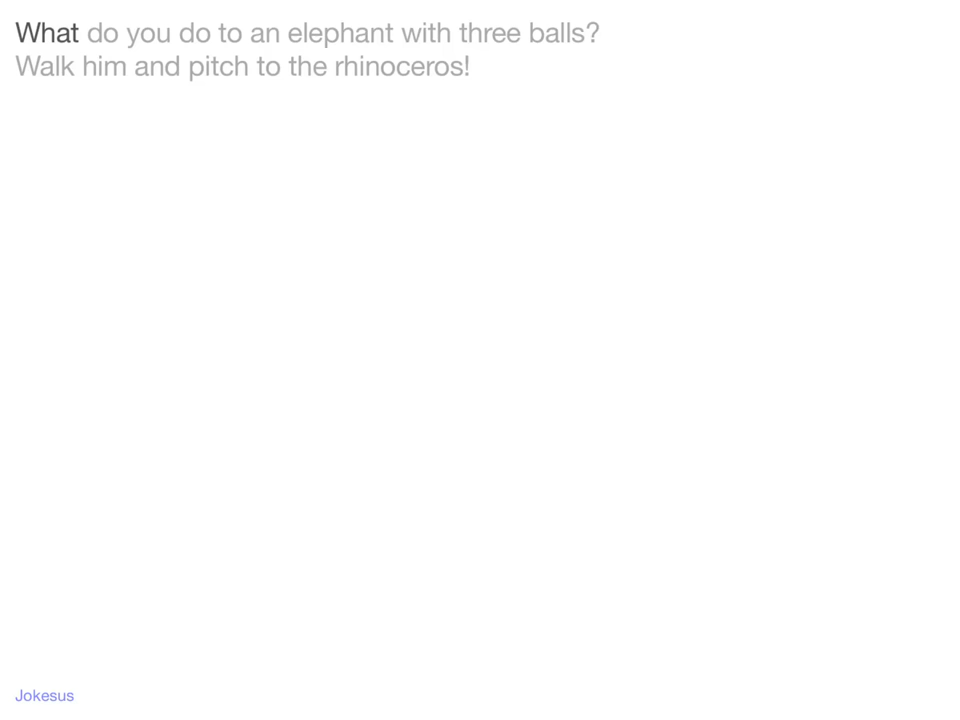 What do you do to an elephant with three balls?
Walk him and pitch to the rhinoceros!
Jokesus